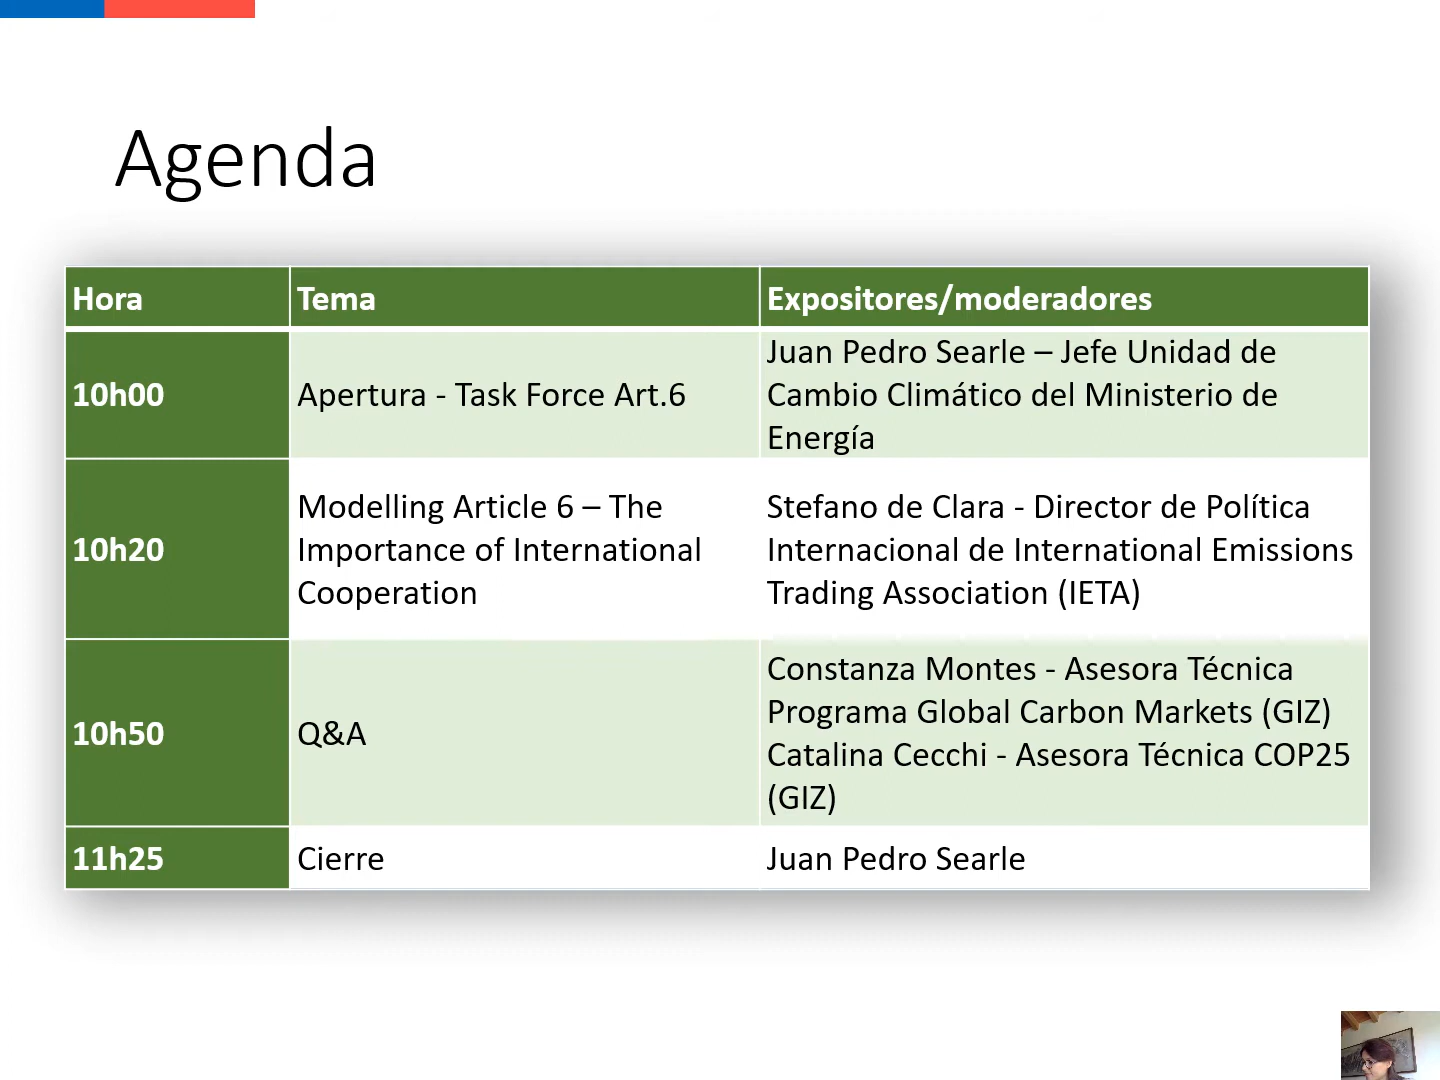 Agenda
Hora
Tema
Expositores/moderadores
10h00
Apertura - Task Force Art.6
Juan Pedro Searle – Jefe Unidad de
Cambio Climático del Ministerio de
Energía
10h20
Modelling Article 6 – The
Importance of International
Cooperation
Stefano de Clara - Director de Política
Internacional de International Emissions
Trading Association (IETA)
10h50
Q&A
Constanza Montes - Asesora Técnica
Programa Global Carbon Markets (GIZ)
Catalina Cecchi - Asesora Técnica COP25
(GIZ)
11h25
Cierre
Juan Pedro Searle